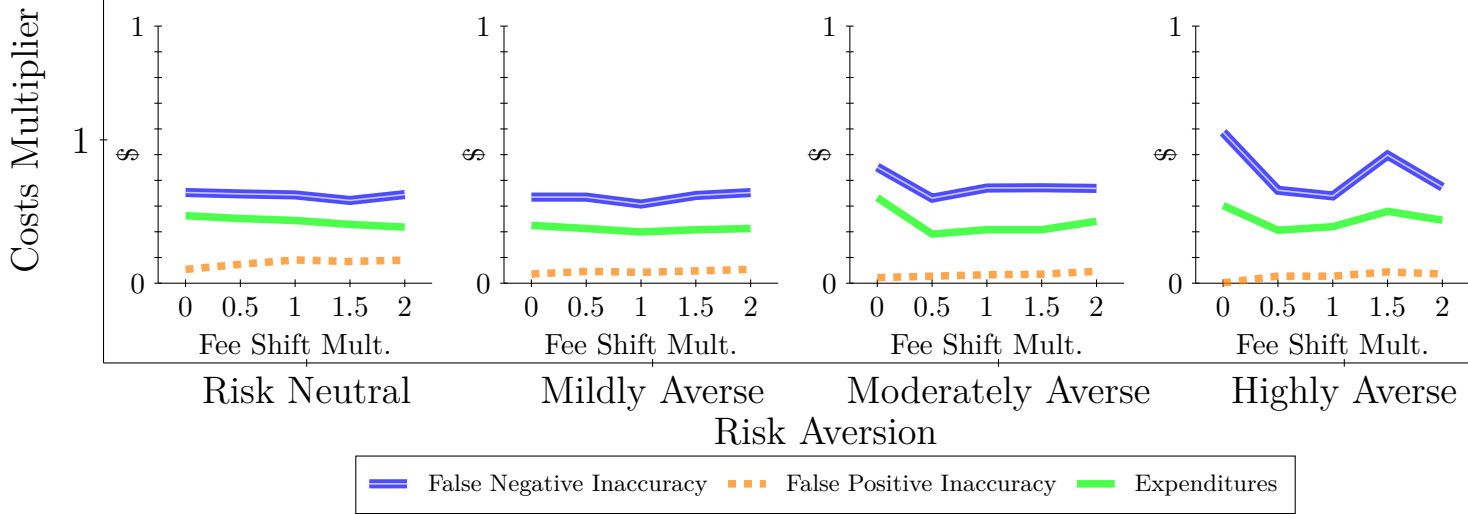 Costs Multiplier
1
1
$
0
0 0.5 1 1.5 2
Fee Shift Mult.
1
$
0
0 0.5 1 1.5 2
Fee Shift Mult.
1
$
0
0 0.5 1 1.5 2
Fee Shift Mult.
1
$
0
0 0.5 1 1.5 2
Fee Shift Mult.
Risk Neutral Mildly Averse Moderately Averse Highly Averse
Risk Aversion
False Negative Inaccuracy False Positive Inaccuracy Expenditures